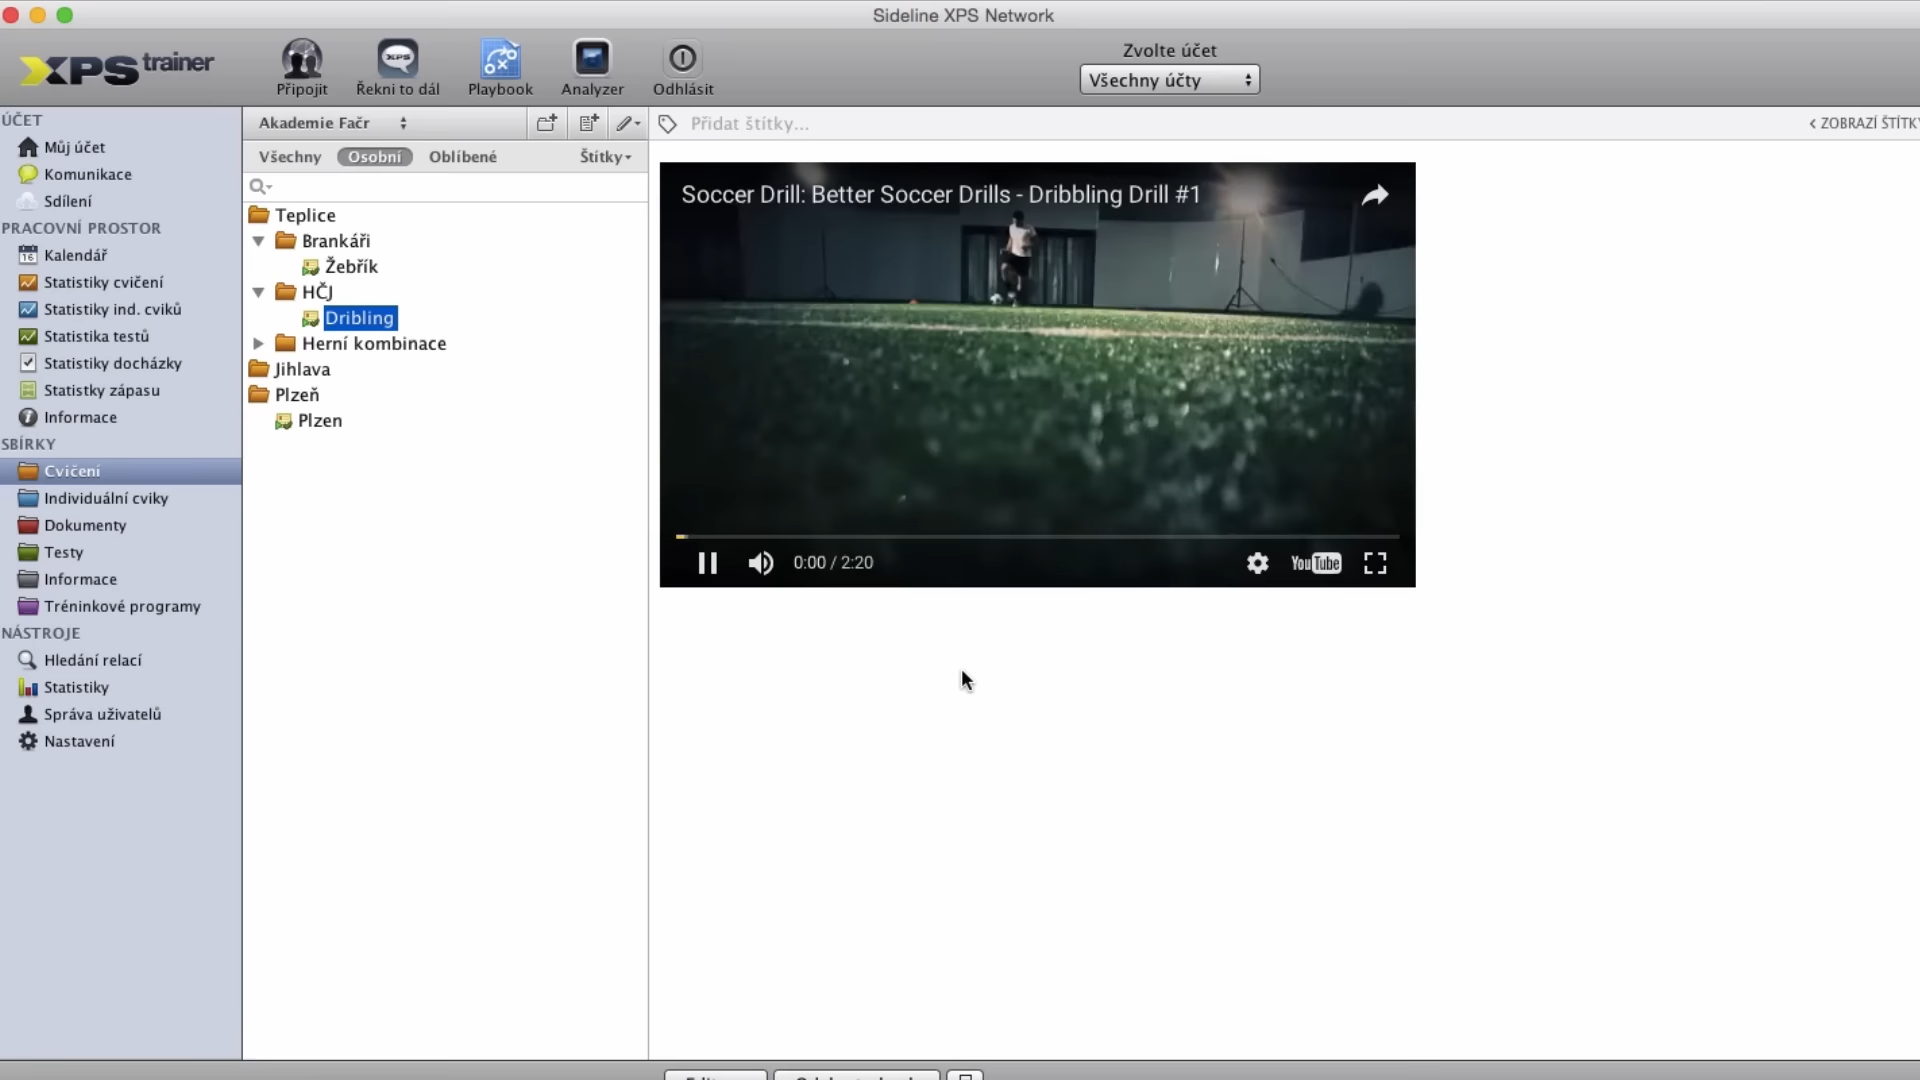 Sideline XPS Network
XPS trainer
Připojit
Řekni to dál
Playbook
Analyzer
Odhlásit
Zvolte účet
Všechny účty
ÚČET
Můj účet
Komunikace
Sdílení
PRACOVNÍ PROSTOR
16
Kalendář
Statistiky cvičení
Statistiky ind. cviků
Statistika testů
Statistiky docházky
Statistky zápasu
Informace
SBÍRKY
Cvičení
Individuální cviky
Dokumenty
Testy
Informace
Tréninkové programy
NÁSTROJE
Hledání relací
Statistiky
Správa uživatelů
Nastavení
Akademie Fačr
Všechny Osobní Oblíbené Štítky
Teplice
Brankáři
Žebřík
HČJ
Dribling
Herní kombinace
Jihlava
Plzeň
Plzen
Přidat štítky...
< ZOBRAZÍ ŠTÍTK
Soccer Drill: Better Soccer Drills - Dribbling Drill #1
0:00 / 2:20
YouTube